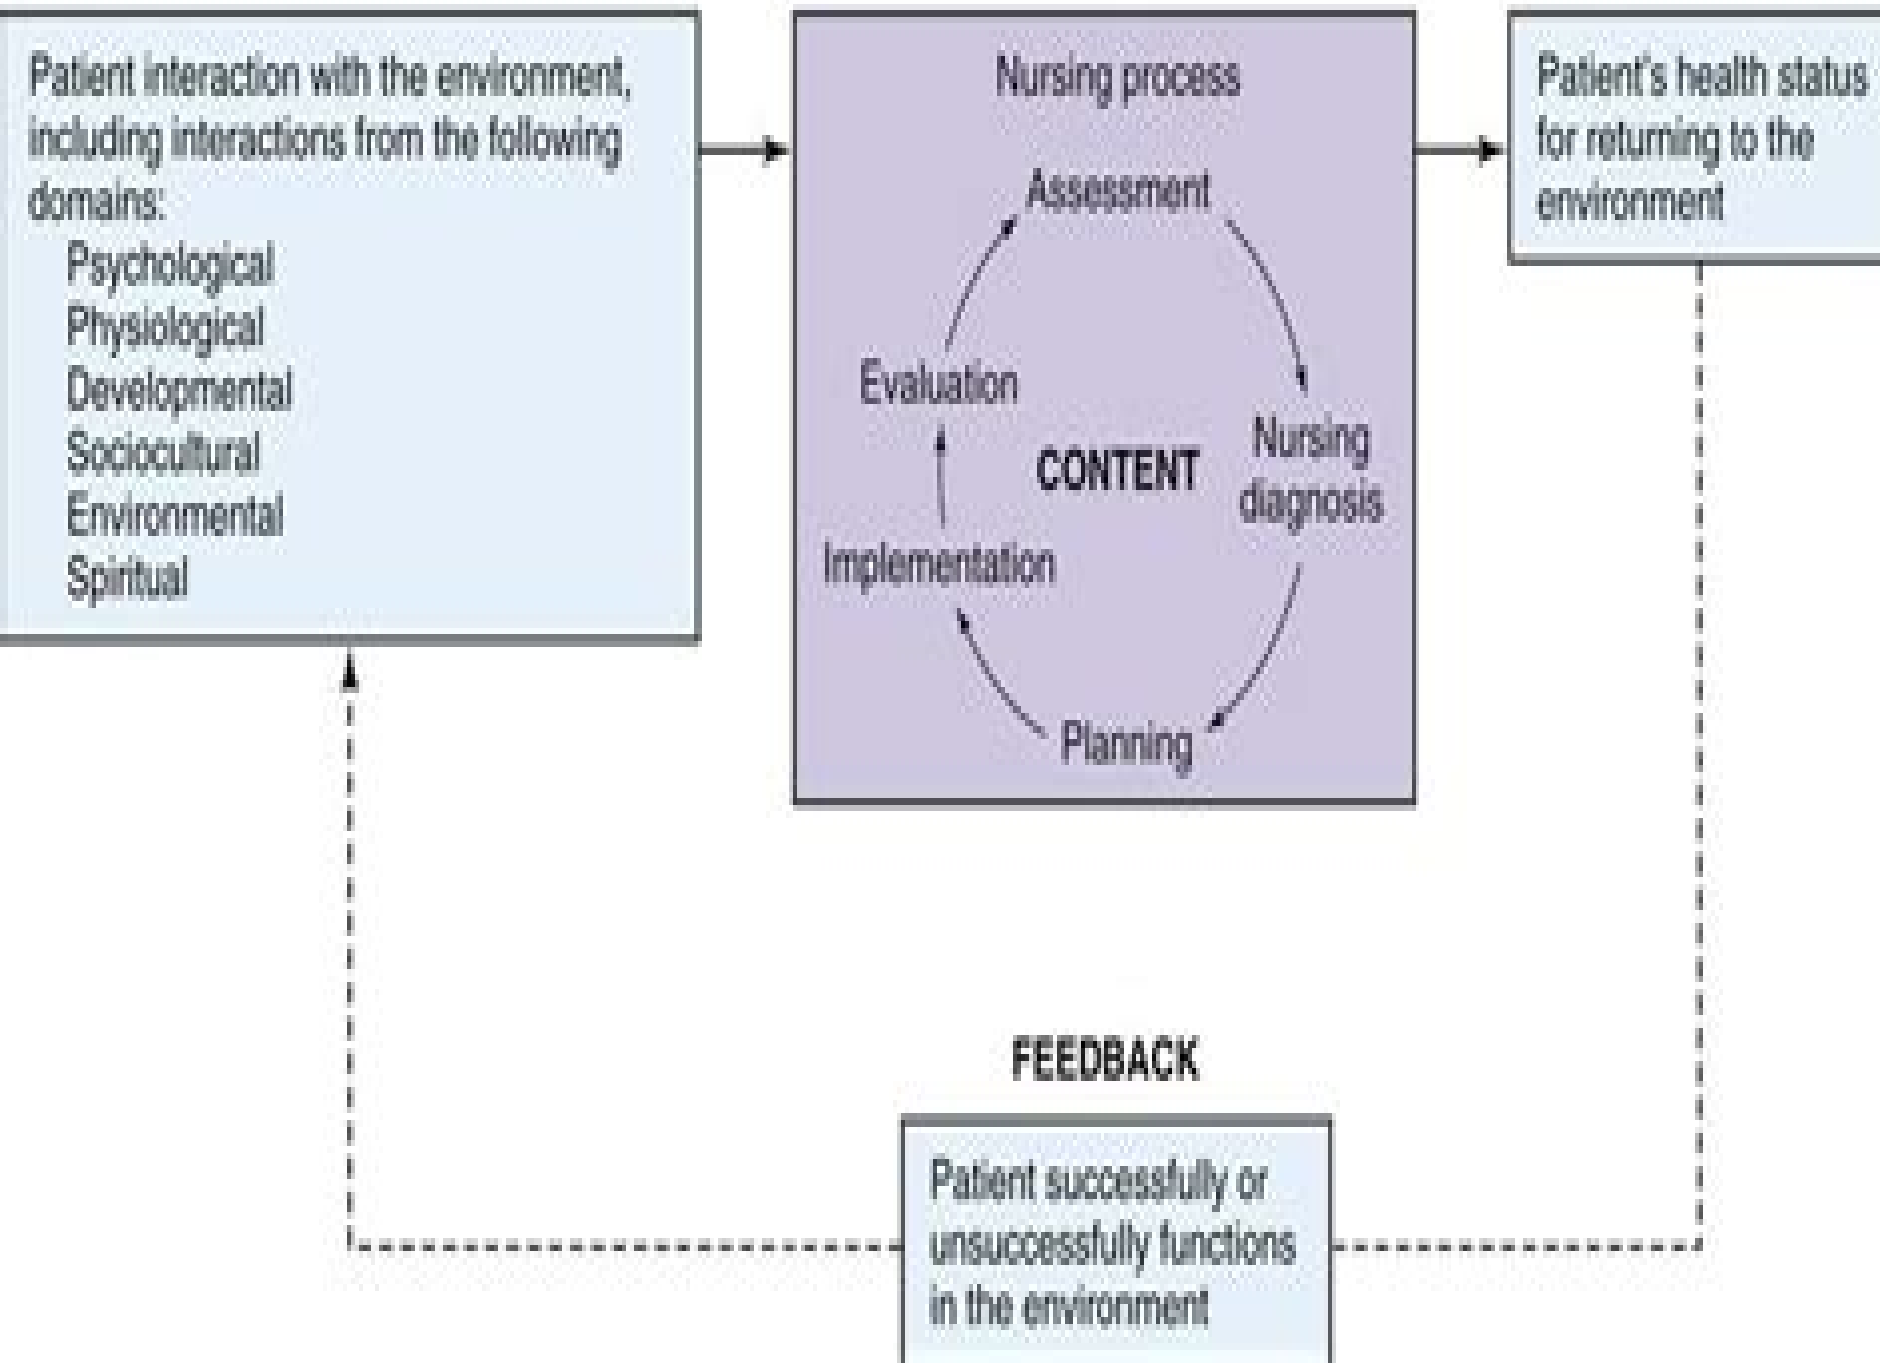 Patient interaction with the environment,
including interactions from the following
domains:
Psychological
Physiological
Developmental
Sociocultural
Environmental
Spiritual
Nursing process
Assessment
Evaluation
Nursing
diagnosis
CONTENT
Implementation
Planning
Patient's health status
for returning to the
environment
FEEDBACK
Patient successfully or
unsuccessfully functions
in the environment